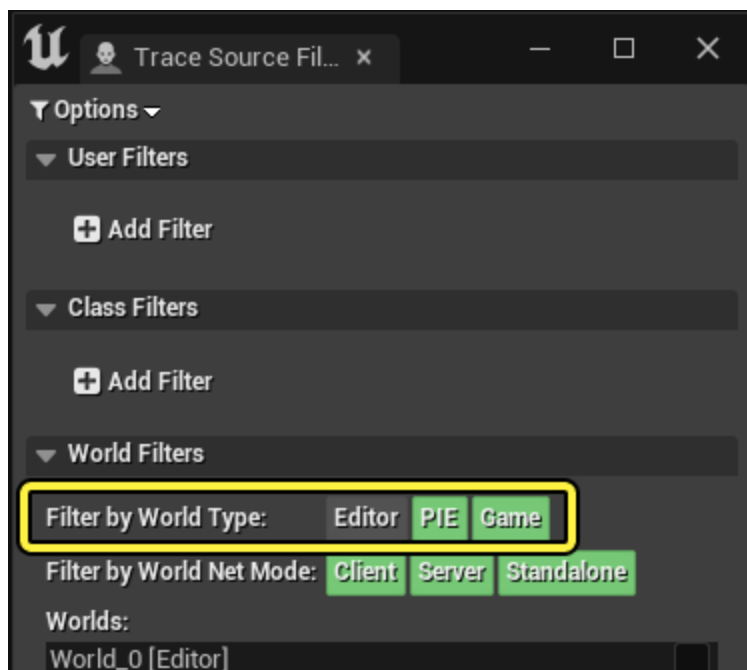 Trace Source Fil...
Options
User Filters
Add Filter
Class Filters
Add Filter
World Filters
Filter by World Type: Editor PIE Game
Filter by World Net Mode: Client Server Standalone
Worlds:
World_0 [Editor]